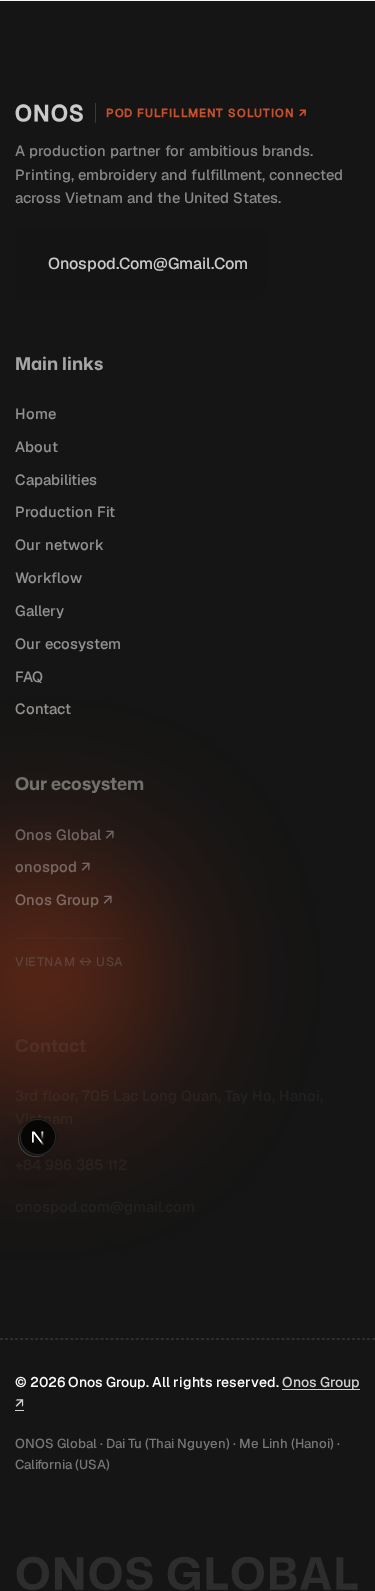 ONOS POD FULFILLMENT SOLUTION ↗
A production partner for ambitious brands.
Printing, embroidery and fulfillment, connected
across Vietnam and the United States.
Onospod.Com@Gmail.Com
Main links
Home
About
Capabilities
Production Fit
Our network
Workflow
Gallery
Our ecosystem
FAQ
Contact
Our ecosystem
Onos Global ↗
onospod ↗
Onos Group ↗
VIETNAM ↔ USA
Contact
3rd floor, 705 Lac Long Quan, Tay Ho, Hanoi,
Vietnam
N
+84 986 385 112
onospod.com@gmail.com
© 2026 Onos Group. All rights reserved. Onos Group
↗
ONOS Global · Dai Tu (Thai Nguyen) · Me Linh (Hanoi) ·
California (USA)
ONOS GLOBAL